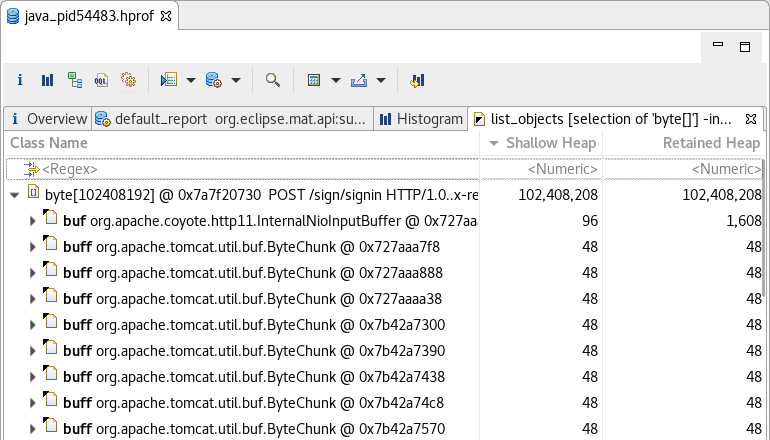 java_pid54483.hprof
i OQL
i Overview default_report org.eclipse.mat.api:su... Histogram list_objects [selection of 'byte[]'] -in...
Class Name Shallow Heap Retained Heap
<Regex> <Numeric> <Numeric>
byte[102408192] @ 0x7a7f20730 POST /sign/signin HTTP/1.0..x-re 102,408,208 102,408,208
buf org.apache.coyote.http11.InternalNioInputBuffer @ 0x727aa 96 1,608
buff org.apache.tomcat.util.buf.ByteChunk @ 0x727aaa7f8 48 48
buff org.apache.tomcat.util.buf.ByteChunk @ 0x727aaa888 48 48
buff org.apache.tomcat.util.buf.ByteChunk @ 0x727aaaa38 48 48
buff org.apache.tomcat.util.buf.ByteChunk @ 0x7b42a7300 48 48
buff org.apache.tomcat.util.buf.ByteChunk @ 0x7b42a7390 48 48
buff org.apache.tomcat.util.buf.ByteChunk @ 0x7b42a7438 48 48
buff org.apache.tomcat.util.buf.ByteChunk @ 0x7b42a74c8 48 48
buff org.apache.tomcat.util.buf.ByteChunk @ 0x7b42a7570 48 48